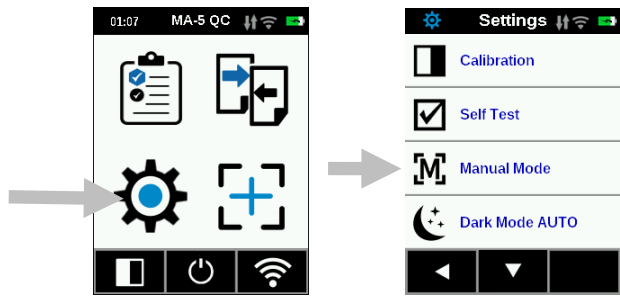 01:07 MA-5 QC
Settings
Calibration
Self Test
M Manual Mode
Dark Mode AUTO